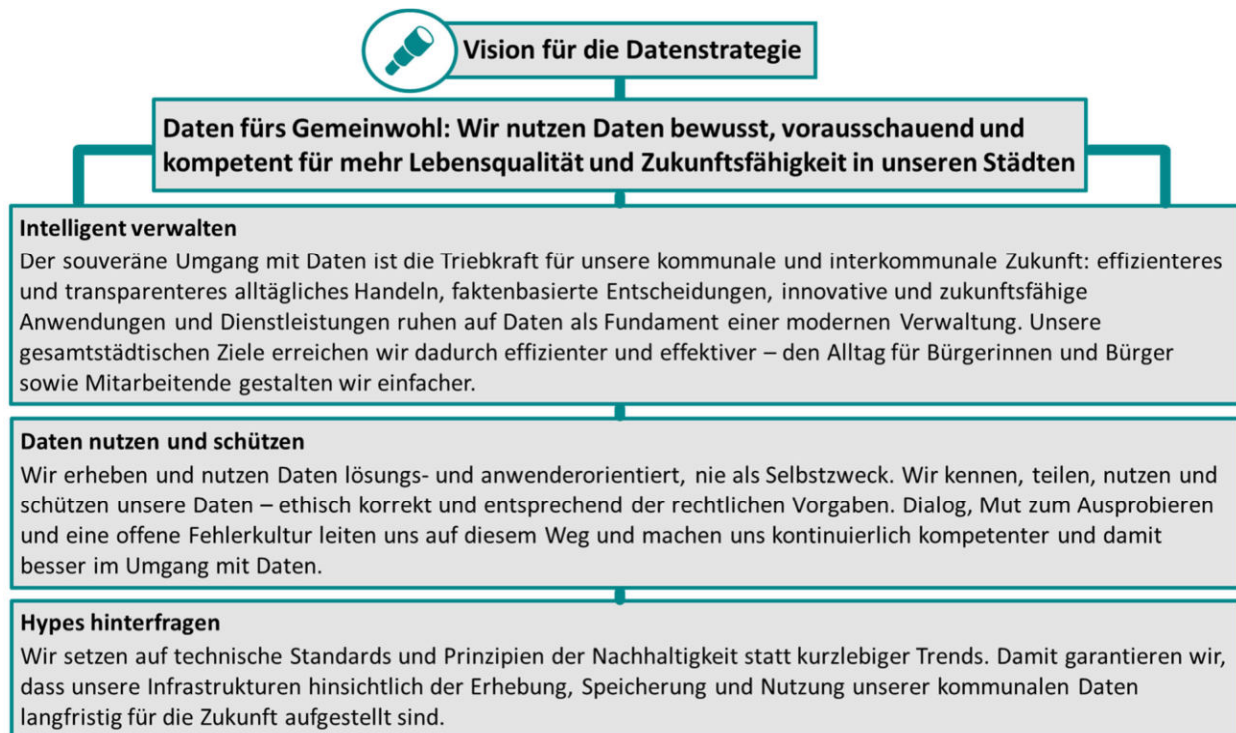 Vision für die Datenstrategie
Daten fürs Gemeinwohl: Wir nutzen Daten bewusst, vorausschauend und
kompetent für mehr Lebensqualität und Zukunftsfähigkeit in unseren Städten
Intelligent verwalten
Der souveräne Umgang mit Daten ist die Triebkraft für unsere kommunale und interkommunale Zukunft: effizienteres
und transparenteres alltägliches Handeln, faktenbasierte Entscheidungen, innovative und zukunftsfähige
Anwendungen und Dienstleistungen ruhen auf Daten als Fundament einer modernen Verwaltung. Unsere
gesamtstädtischen Ziele erreichen wir dadurch effizienter und effektiver – den Alltag für Bürgerinnen und Bürger
sowie Mitarbeitende gestalten wir einfacher.
Daten nutzen und schützen
Wir erheben und nutzen Daten lösungs- und anwenderorientiert, nie als Selbstzweck. Wir kennen, teilen, nutzen und
schützen unsere Daten – ethisch korrekt und entsprechend der rechtlichen Vorgaben. Dialog, Mut zum Ausprobieren
und eine offene Fehlerkultur leiten uns auf diesem Weg und machen uns kontinuierlich kompetenter und damit
besser im Umgang mit Daten.
Hypes hinterfragen
Wir setzen auf technische Standards und Prinzipien der Nachhaltigkeit statt kurzlebiger Trends. Damit garantieren wir,
dass unsere Infrastrukturen hinsichtlich der Erhebung, Speicherung und Nutzung unserer kommunalen Daten
langfristig für die Zukunft aufgestellt sind.